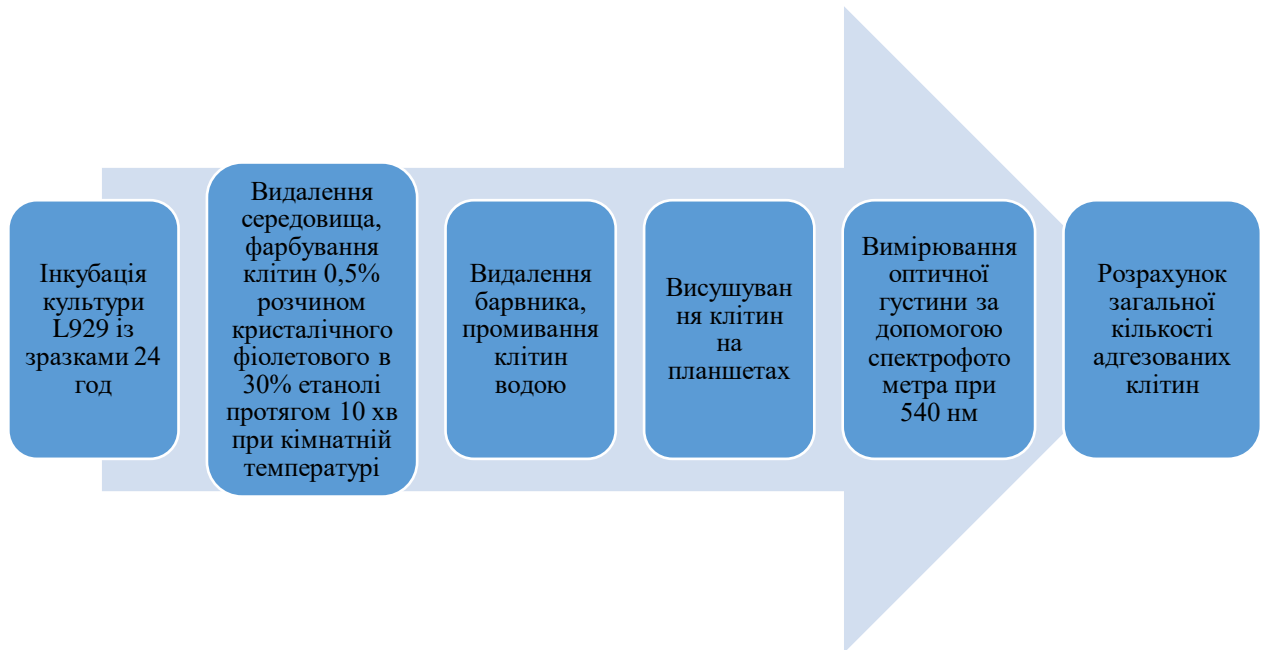 Інкубація
культури
L929 із
зразками 24
год
Видалення
середовища,
фарбування
клітин 0,5%
розчином
кристалічного
фіолетового в
30% етанолі
протягом 10 хв
при кімнатній
температурі
Видалення
барвника,
промивання
клітин
водою
Висушуван
ня клітин
на
планшетах
Вимірювання
оптичної
густини за
допомогою
спектрофото
метра при
540 нм
Розрахунок
загальної
кількості
адгезованих
клітин